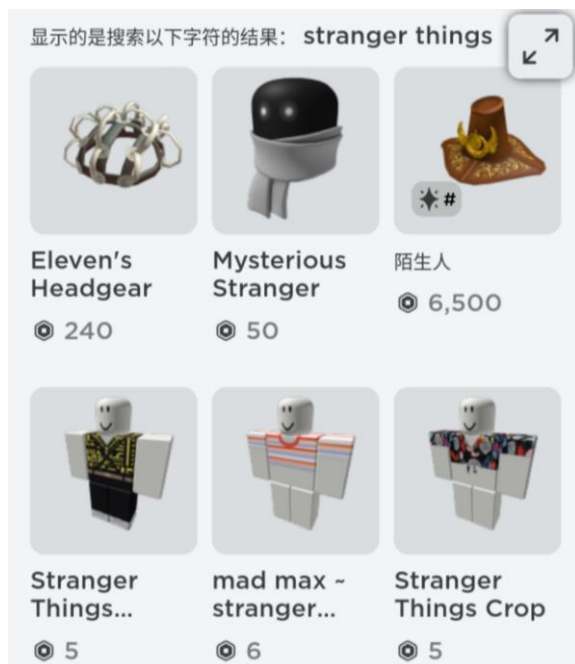 显示的是搜索以下字符的结果： stranger things
Eleven's
Headgear
240
Mysterious
Stranger
50
#
陌生人
6,500
Stranger
Things...
5
mad max ~
stranger...
6
Stranger
Things Crop
5